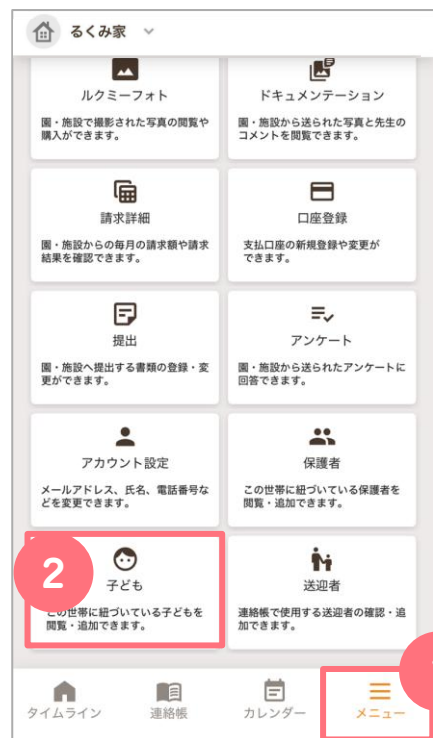 るくみ家
ルクミーフォト
園・施設で撮影された写真の閲覧や
購入ができます。
ドキュメンテーション
園・施設から送られた写真と先生の
コメントを閲覧できます。
請求詳細
園・施設からの毎月の請求額や請求
結果を確認できます。
口座登録
支払口座の新規登録や変更が
できます。
提出
園・施設へ提出する書類の登録・変
更ができます。
アンケート
園・施設から送られたアンケートに
回答できます。
アカウント設定
メールアドレス、氏名、電話番号な
どを変更できます。
保護者
この世帯に紐づいている保護者を
閲覧・追加できます。
2
子ども
この世帯に紐づいている子どもを
閲覧・追加できます。
送迎者
連絡帳で使用する送迎者の確認・追
加できます。
タイムライン
連絡帳
カレンダー
メニュー